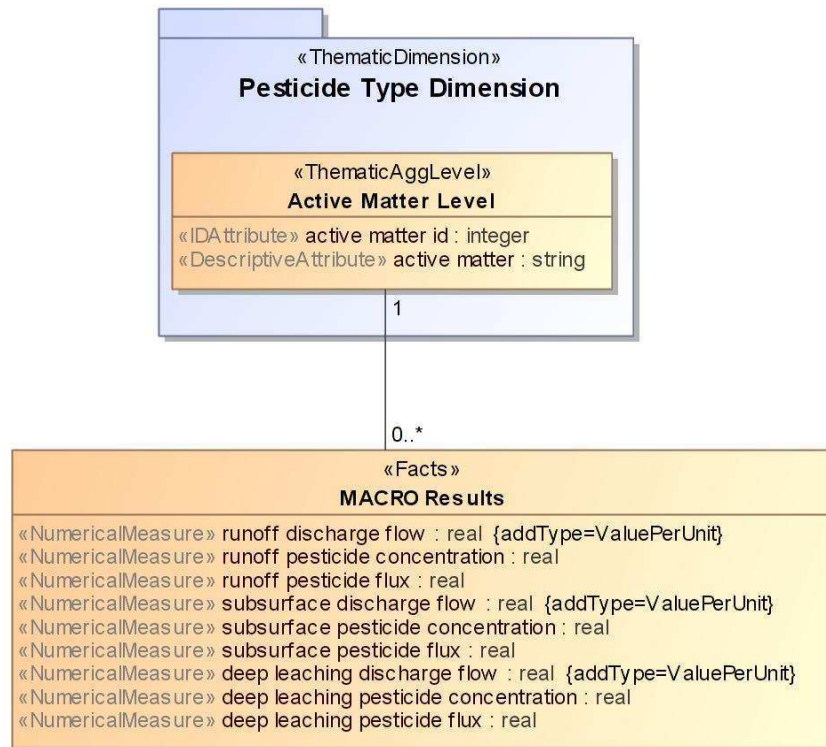 «ThematicDimension»
Pesticide Type Dimension
«ThematicAggLevel»
Active Matter Level
«IDAttribute» active matter id : integer
«DescriptiveAttribute» active matter : string
1
0..*
«Facts»
MACRO Results
«NumericalMeasure» runoff discharge flow : real {addType=ValuePerUnit}
«NumericalMeasure» runoff pesticide concentration : real
«NumericalMeasure» runoff pesticide flux : real
«NumericalMeasure» subsurface discharge flow : real {addType=ValuePerUnit}
«NumericalMeasure» subsurface pesticide concentration : real
«NumericalMeasure» subsurface pesticide flux : real
«NumericalMeasure» deep leaching discharge flow : real {addType=ValuePerUnit}
«NumericalMeasure» deep leaching pesticide concentration : real
«NumericalMeasure» deep leaching pesticide flux : real